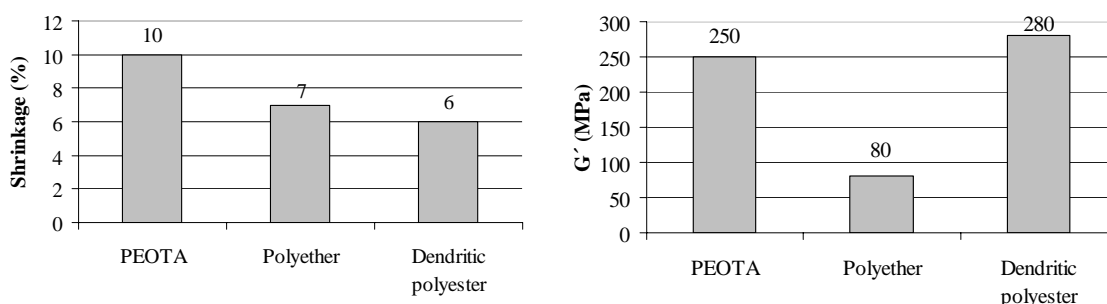 Shrinkage (%)
12
10
8
6
4
2
0
10
7
6
PEOTA
Polyether
Dendritic
polyester
G´ (MPa)
300
250
200
150
100
50
0
250
80
280
PEOTA
Polyether
Dendritic
polyester